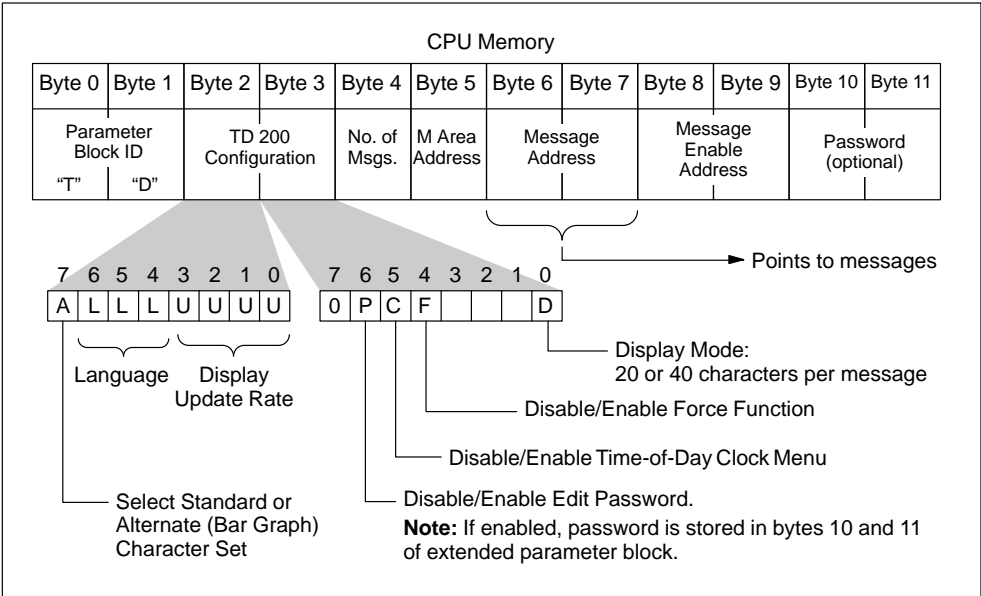 CPU Memory
Byte 0 Byte 1 Byte 2 Byte 3 Byte 4 Byte 5 Byte 6 Byte 7 Byte 8 Byte 9 Byte 10 Byte 11
Parameter
Block ID
“T” “D”
TD 200
Configuration
No. of
Msgs.
M Area
Address
Message
Address
Message
Enable
Address
Password
(optional)
Points to messages
7 6 5 4 3 2 1 0
A L L L U U U U
Language
Display
Update Rate
Select Standard or
Alternate (Bar Graph)
Character Set
7 6 5 4 3 2 1 0
0 P C F D
Display Mode:
20 or 40 characters per message
Disable/Enable Force Function
Disable/Enable Time-of-Day Clock Menu
Disable/Enable Edit Password.
Note: If enabled, password is stored in bytes 10 and 11
of extended parameter block.